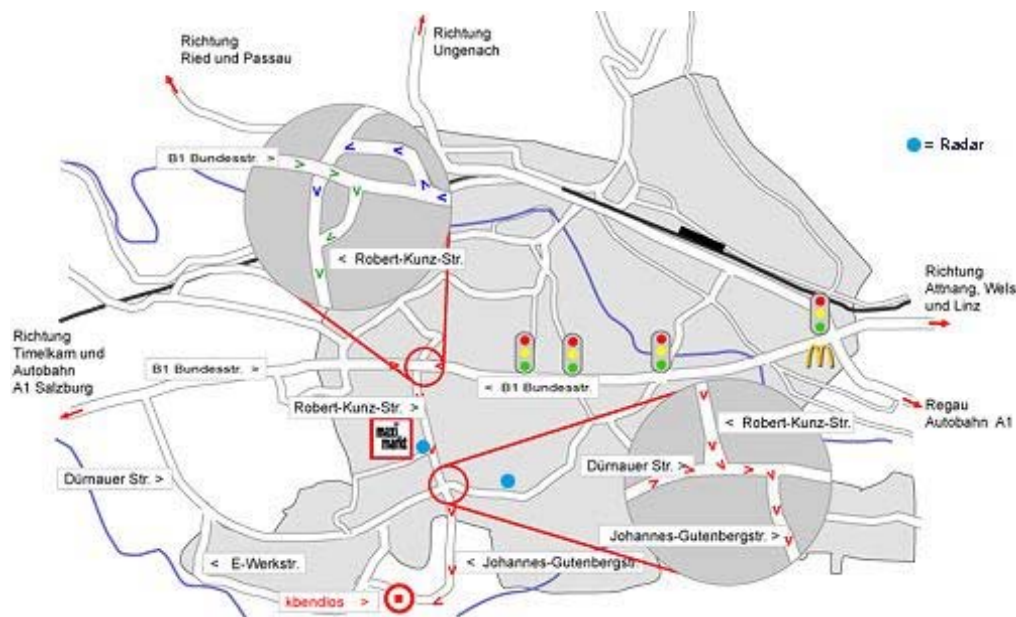 Richtung
Ried und Passau
Richtung
Ungenach
= Radar
B1 Bundesstr. >
< Robert-Kunz-Str.
Richtung
Attnang, Wels
und Linz
Richtung
Timelkam und
Autobahn
A1 Salzburg
B1 Bundesstr. >
< B1 Bundesstr.
Regau
Autobahn A1
Robert-Kunz-Str. >
maxi
markt
< Robert-Kunz-Str.
Dürnauer Str. >
Dürnauer Str. >
Johannes-Gutenbergstr. >
< E-Werkstr.
< Johannes-Gutenbergstr.
kbendlos >